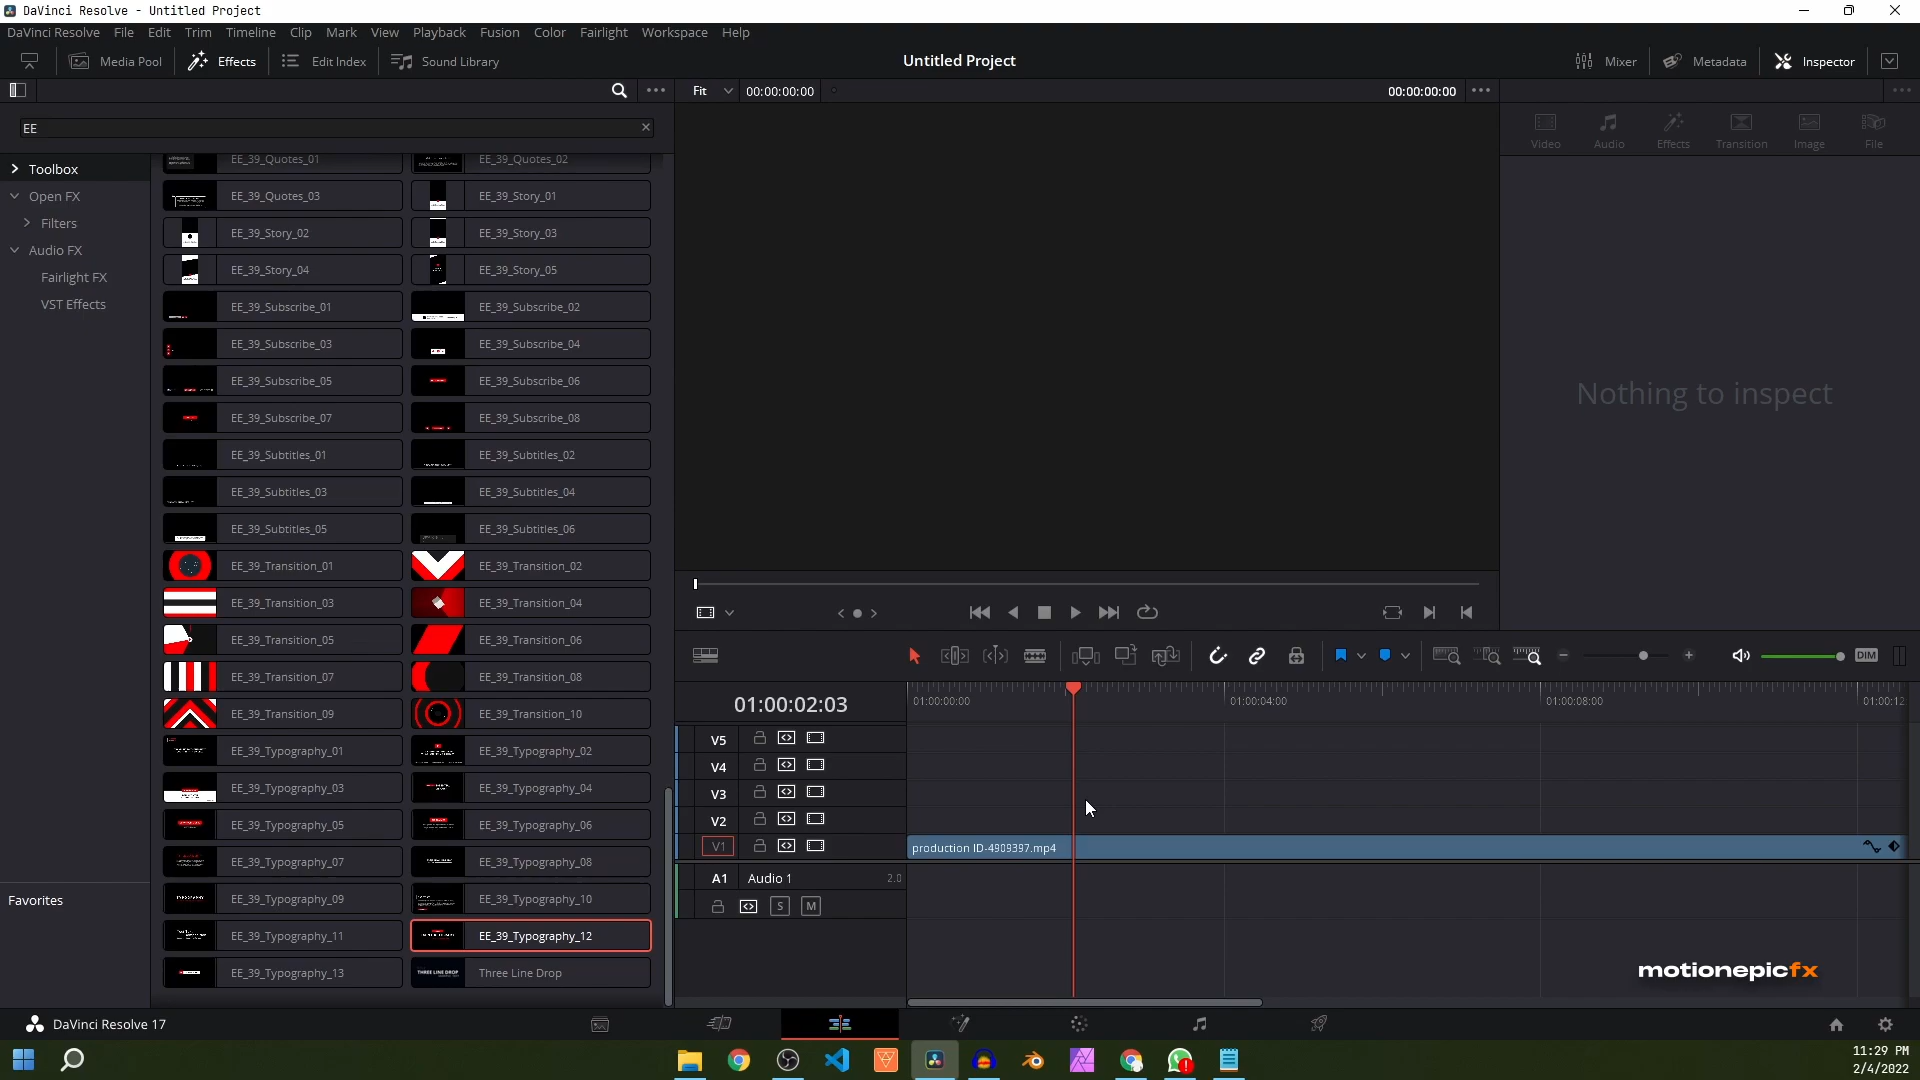 DaVinci Resolve - Untitled Project
DaVinci Resolve File Edit Trim Timeline Clip Mark View Playback Fusion Color Fairlight Workspace Help
Media Pool Effects Edit Index Sound Library Untitled Project Mixer Metadata Inspector
Fit 00:00:00:00 00:00:00:00
EE
Video Audio Effects Transition Image File
Toolbox
Open FX
Filters
Audio FX
Fairlight FX
VST Effects
Favorites
EE_39_Quotes_01 EE_39_Quotes_02
EE_39_Quotes_03 EE_39_Story_01
EE_39_Story_02 EE_39_Story_03
EE_39_Story_04 EE_39_Story_05
EE_39_Subscribe_01 EE_39_Subscribe_02
EE_39_Subscribe_03 EE_39_Subscribe_04
EE_39_Subscribe_05 EE_39_Subscribe_06
EE_39_Subscribe_07 EE_39_Subscribe_08
EE_39_Subtitles_01 EE_39_Subtitles_02
EE_39_Subtitles_03 EE_39_Subtitles_04
EE_39_Subtitles_05 EE_39_Subtitles_06
EE_39_Transition_01 EE_39_Transition_02
EE_39_Transition_03 EE_39_Transition_04
EE_39_Transition_05 EE_39_Transition_06
EE_39_Transition_07 EE_39_Transition_08
EE_39_Transition_09 EE_39_Transition_10
EE_39_Typography_01 EE_39_Typography_02
EE_39_Typography_03 EE_39_Typography_04
EE_39_Typography_05 EE_39_Typography_06
EE_39_Typography_07 EE_39_Typography_08
EE_39_Typography_09 EE_39_Typography_10
EE_39_Typography_11 EE_39_Typography_12
EE_39_Typography_13 THREE LINE DROP Three Line Drop
Nothing to inspect
DIM
01:00:02:03 01:00:00:00 01:00:04:00 01:00:08:00 01:00:12
V5
V4
V3
V2
V1 production ID-4909397.mp4
A1 Audio 1 2.0
S M
motionepicfx
DaVinci Resolve 17
11:29 PM
2/4/2022